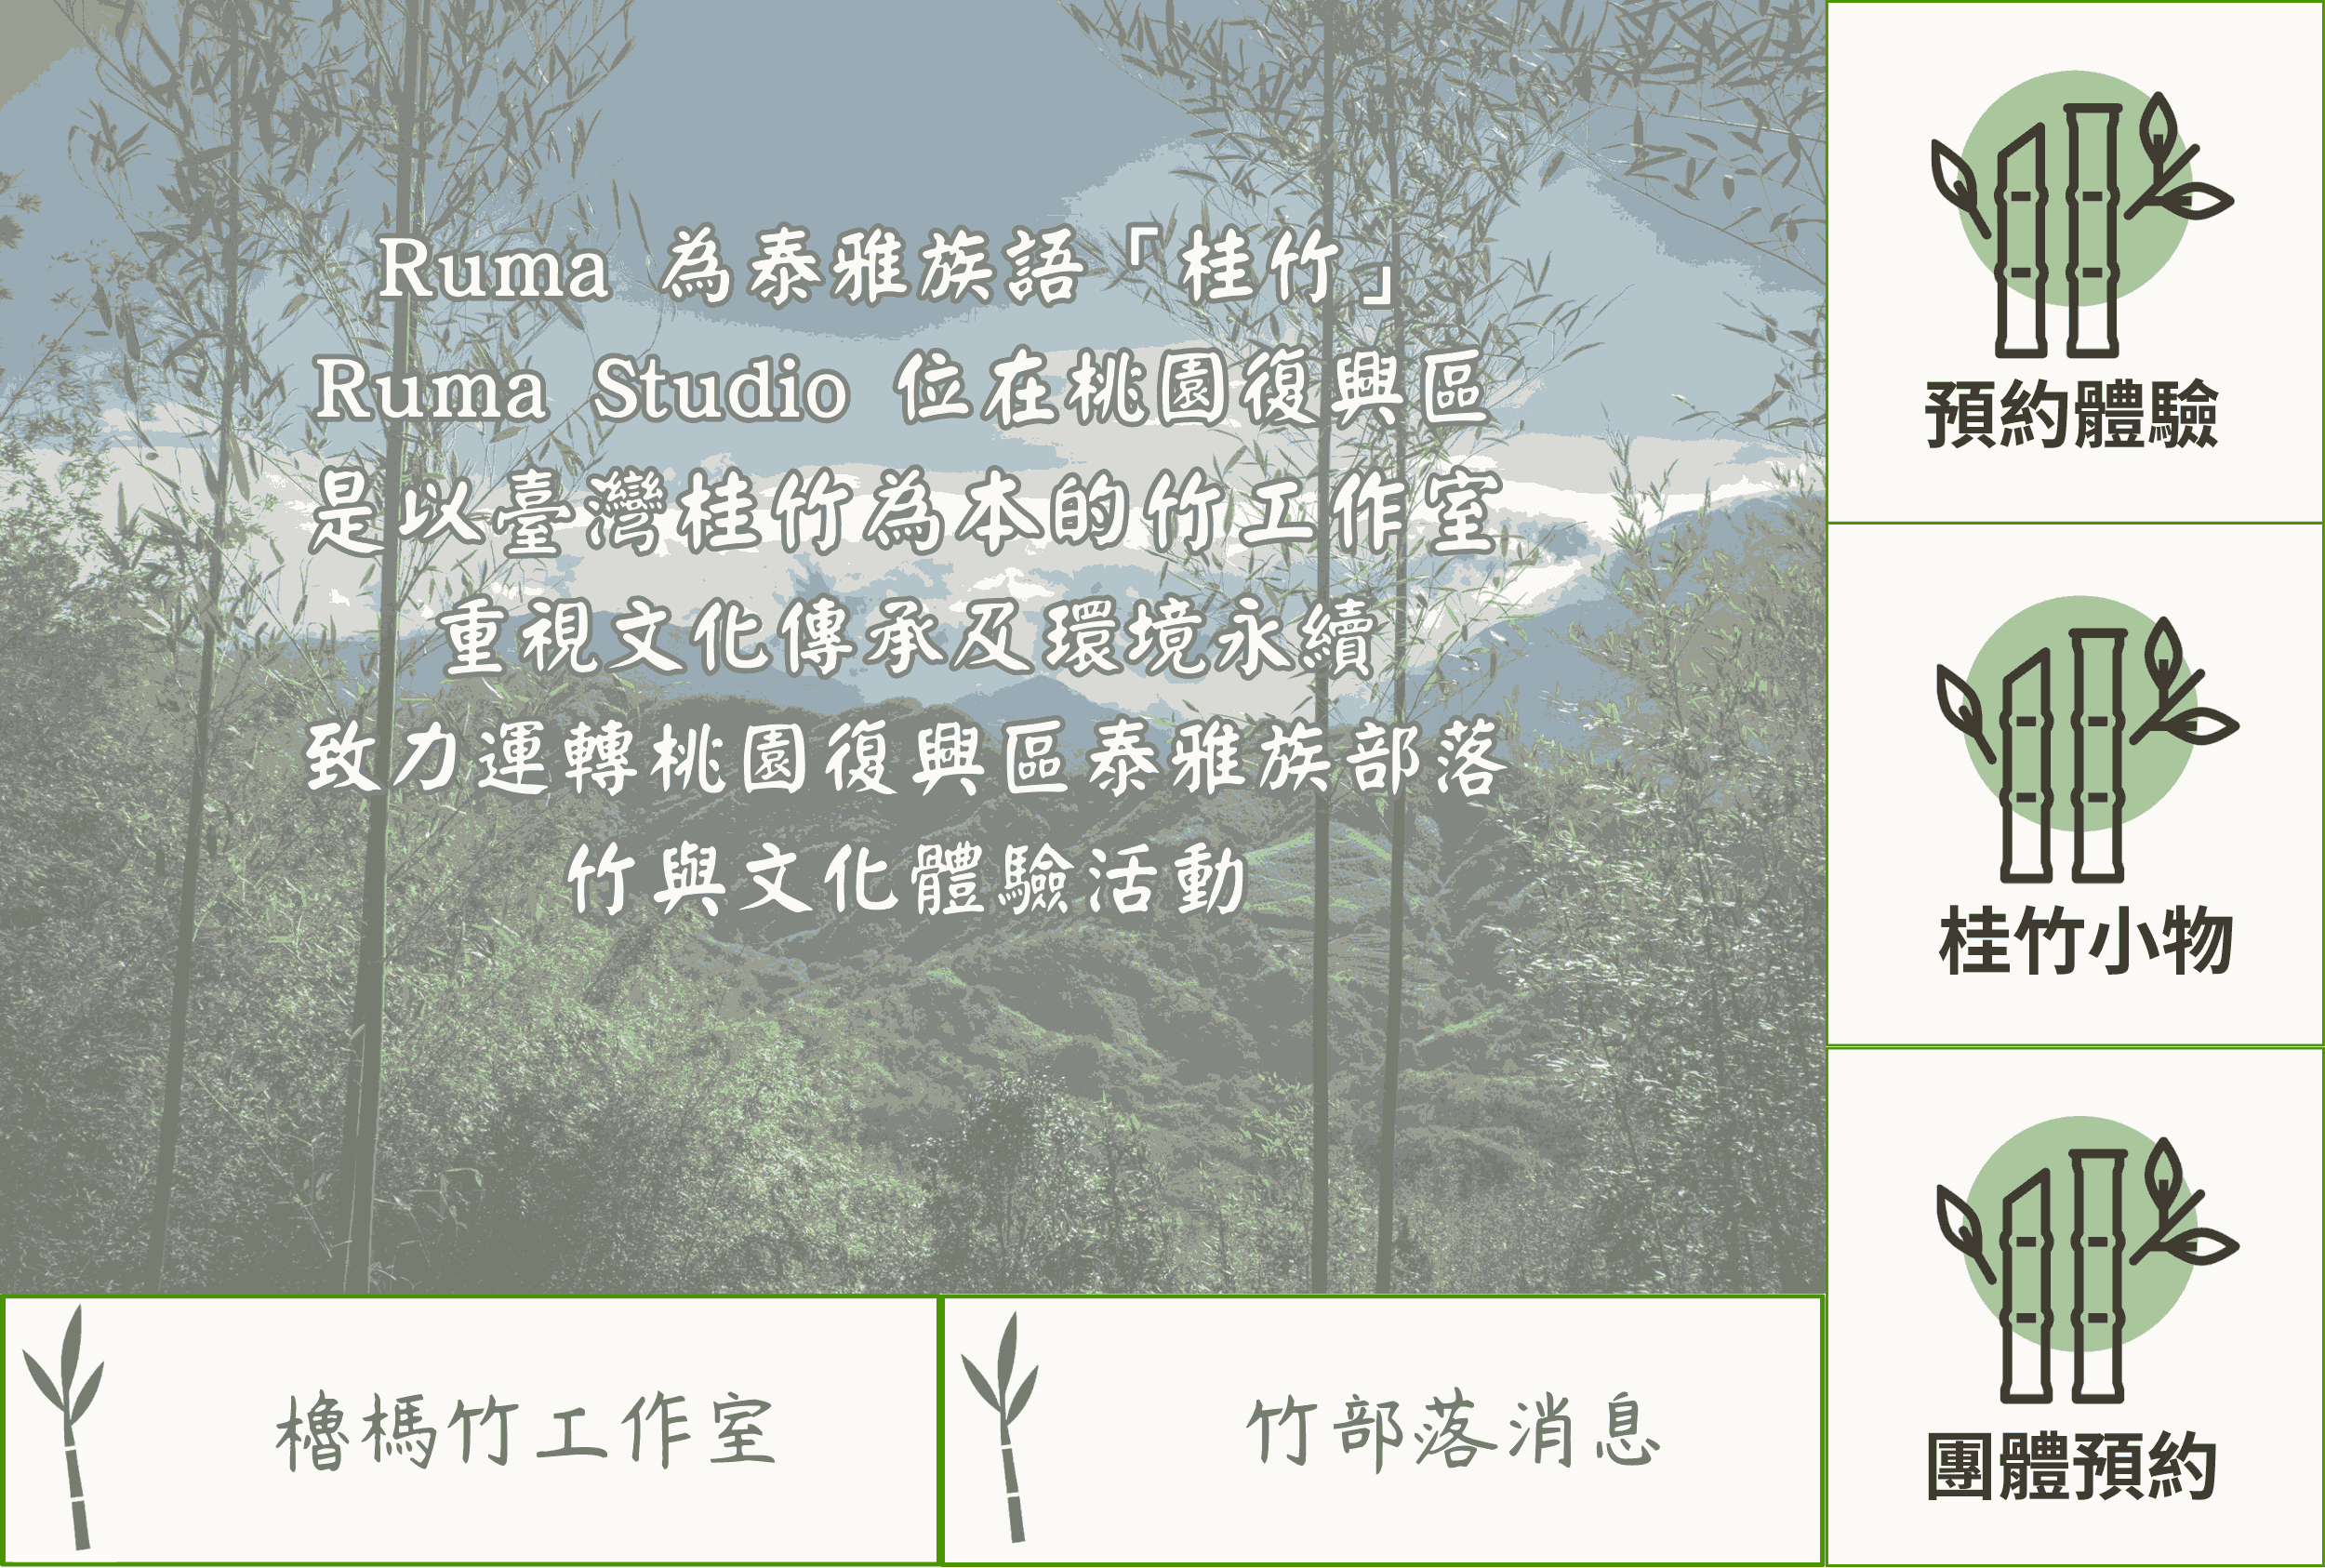 Ruma 為泰雅族語「桂竹」
Ruma Studio 位在桃園復興區
是以臺灣桂竹為本的竹工作室
重視文化傳承及環境永續
致力運轉桃園復興區泰雅族部落
竹與文化體驗活動
預約體驗
桂竹小物
團體預約
櫓榪竹工作室
竹部落消息